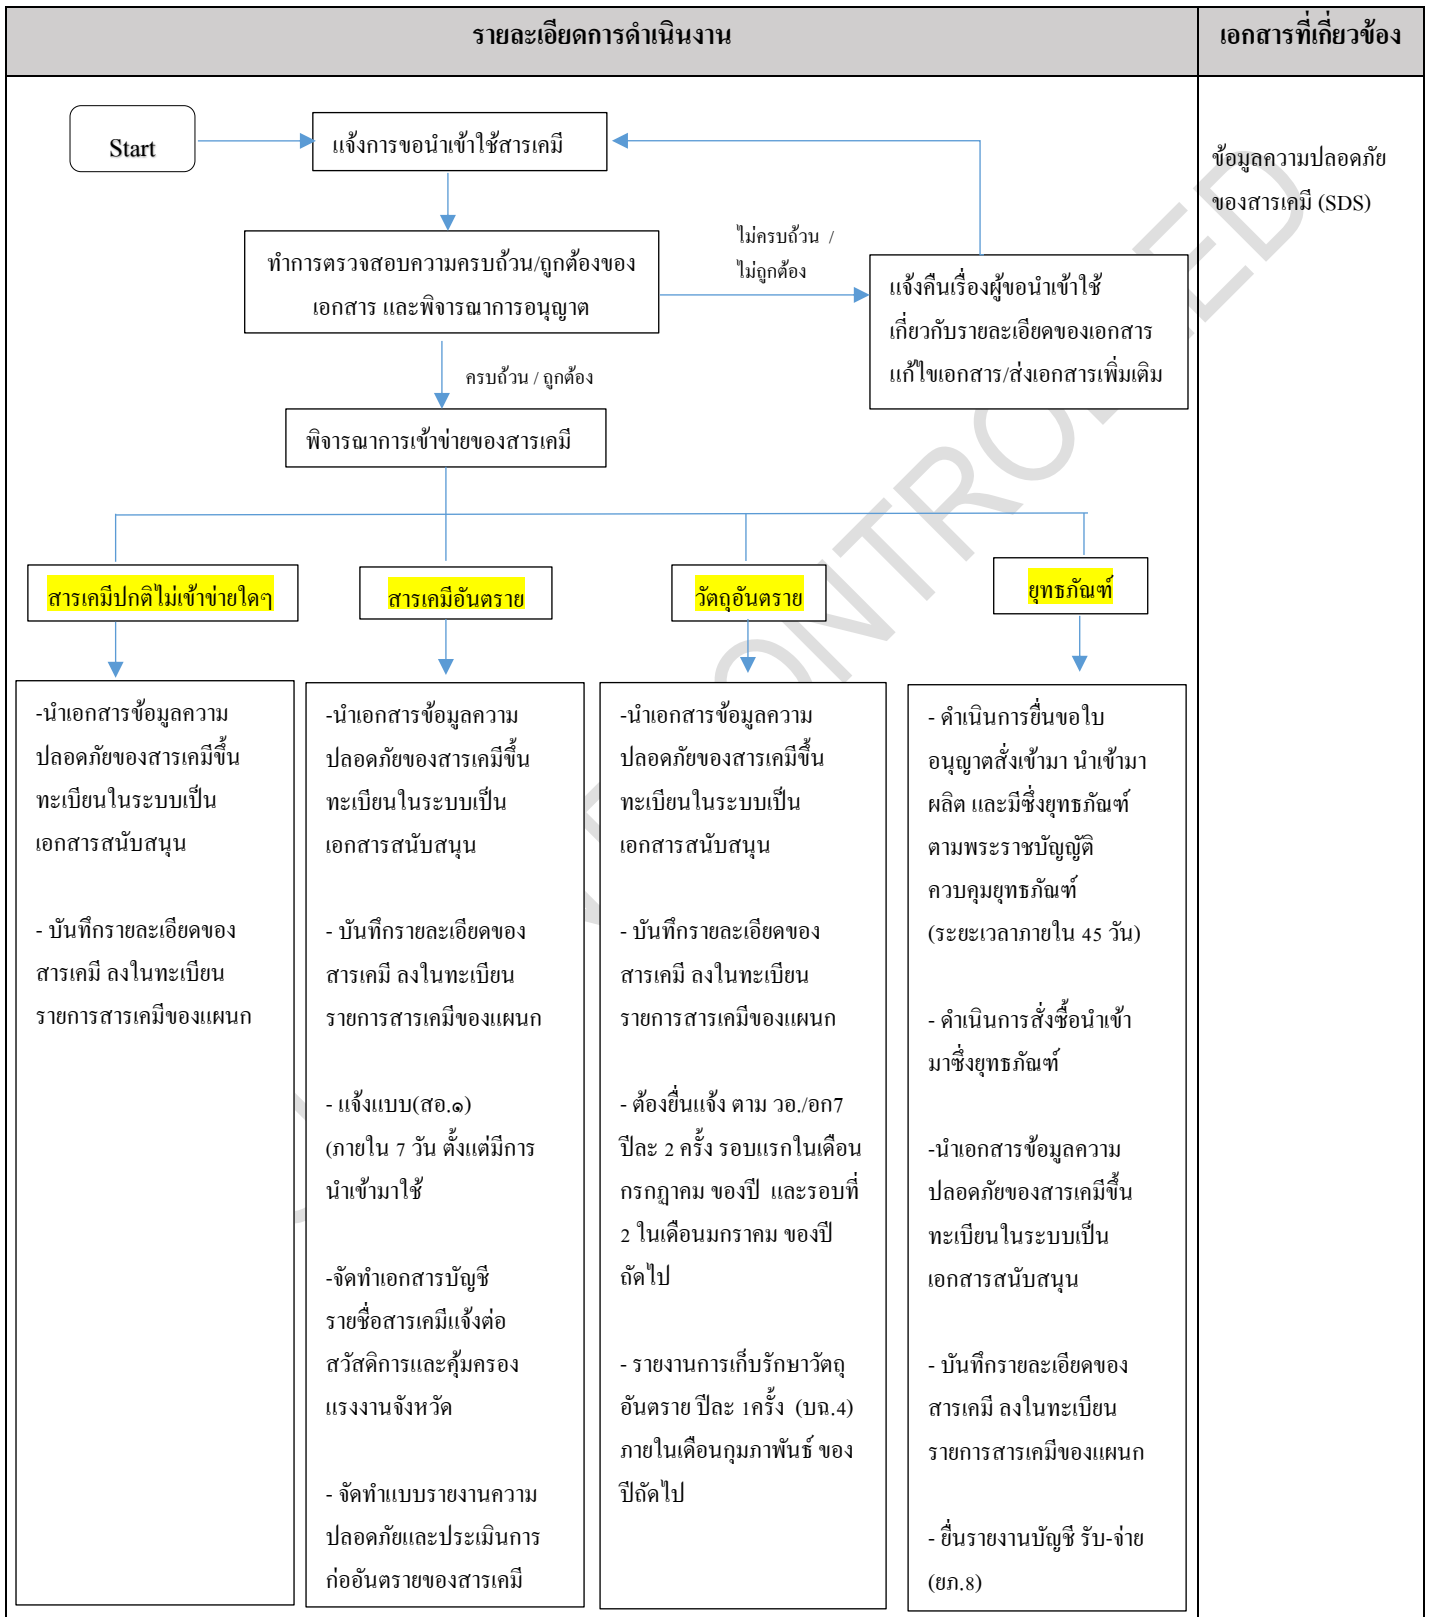 รายละเอียดการดำเนินงาน
เอกสารที่เกี่ยวข้อง
Start
แจ้งการขอนำเข้าใช้สารเคมี
ข้อมูลความปลอดภัย
ของสารเคมี (SDS)
ทำการตรวจสอบความครบถ้วน/ถูกต้องของ
เอกสาร และพิจารณาการอนุญาต
ไม่ครบถ้วน /
ไม่ถูกต้อง
แจ้งคืนเรื่องผู้ขอนำเข้าใช้
เกี่ยวกับรายละเอียดของเอกสาร
แก้ไขเอกสาร/ส่งเอกสารเพิ่มเติม
ครบถ้วน / ถูกต้อง
พิจารณาการเข้าข่ายของสารเคมี
สารเคมีปกติไม่เข้าข่ายใดๆ
สารเคมีอันตราย
วัตถุอันตราย
ยุทธภัณฑ์
-นำเอกสารข้อมูลความ
ปลอดภัยของสารเคมีขึ้น
ทะเบียนในระบบเป็น
เอกสารสนับสนุน
- บันทึกรายละเอียดของ
สารเคมี ลงในทะเบียน
รายการสารเคมีของแผนก
-นำเอกสารข้อมูลความ
ปลอดภัยของสารเคมีขึ้น
ทะเบียนในระบบเป็น
เอกสารสนับสนุน
- บันทึกรายละเอียดของ
สารเคมี ลงในทะเบียน
รายการสารเคมีของแผนก
- แจ้งแบบ(สอ.๑)
(ภายใน 7 วัน ตั้งแต่มีการ
นำเข้ามาใช้
-จัดทำเอกสารบัญชี
รายชื่อสารเคมีแจ้งต่อ
สวัสดิการและคุ้มครอง
แรงงานจังหวัด
- จัดทำแบบรายงานความ
ปลอดภัยและประเมินการ
ก่ออันตรายของสารเคมี
-นำเอกสารข้อมูลความ
ปลอดภัยของสารเคมีขึ้น
ทะเบียนในระบบเป็น
เอกสารสนับสนุน
- บันทึกรายละเอียดของ
สารเคมี ลงในทะเบียน
รายการสารเคมีของแผนก
- ต้องยื่นแจ้ง ตาม วอ./อก7
ปีละ 2 ครั้ง รอบแรกในเดือน
กรกฎาคม ของปี และรอบที่
2 ในเดือนมกราคม ของปี
ถัดไป
- รายงานการเก็บรักษาวัตถุ
อันตราย ปีละ 1ครั้ง (บฉ.4)
ภายในเดือนกุมภาพันธ์ ของ
ปีถัดไป
- ดำเนินการยื่นขอใบ
อนุญาตสั่งเข้ามา นำเข้ามา
ผลิต และมีซึ่งยุทธภัณฑ์
ตามพระราชบัญญัติ
ควบคุมยุทธภัณฑ์
(ระยะเวลาภายใน 45 วัน)
- ดำเนินการสั่งซื้อนำเข้า
มาซึ่งยุทธภัณฑ์
-นำเอกสารข้อมูลความ
ปลอดภัยของสารเคมีขึ้น
ทะเบียนในระบบเป็น
เอกสารสนับสนุน
- บันทึกรายละเอียดของ
สารเคมี ลงในทะเบียน
รายการสารเคมีของแผนก
- ยื่นรายงานบัญชี รับ-จ่าย
(ยภ.8)